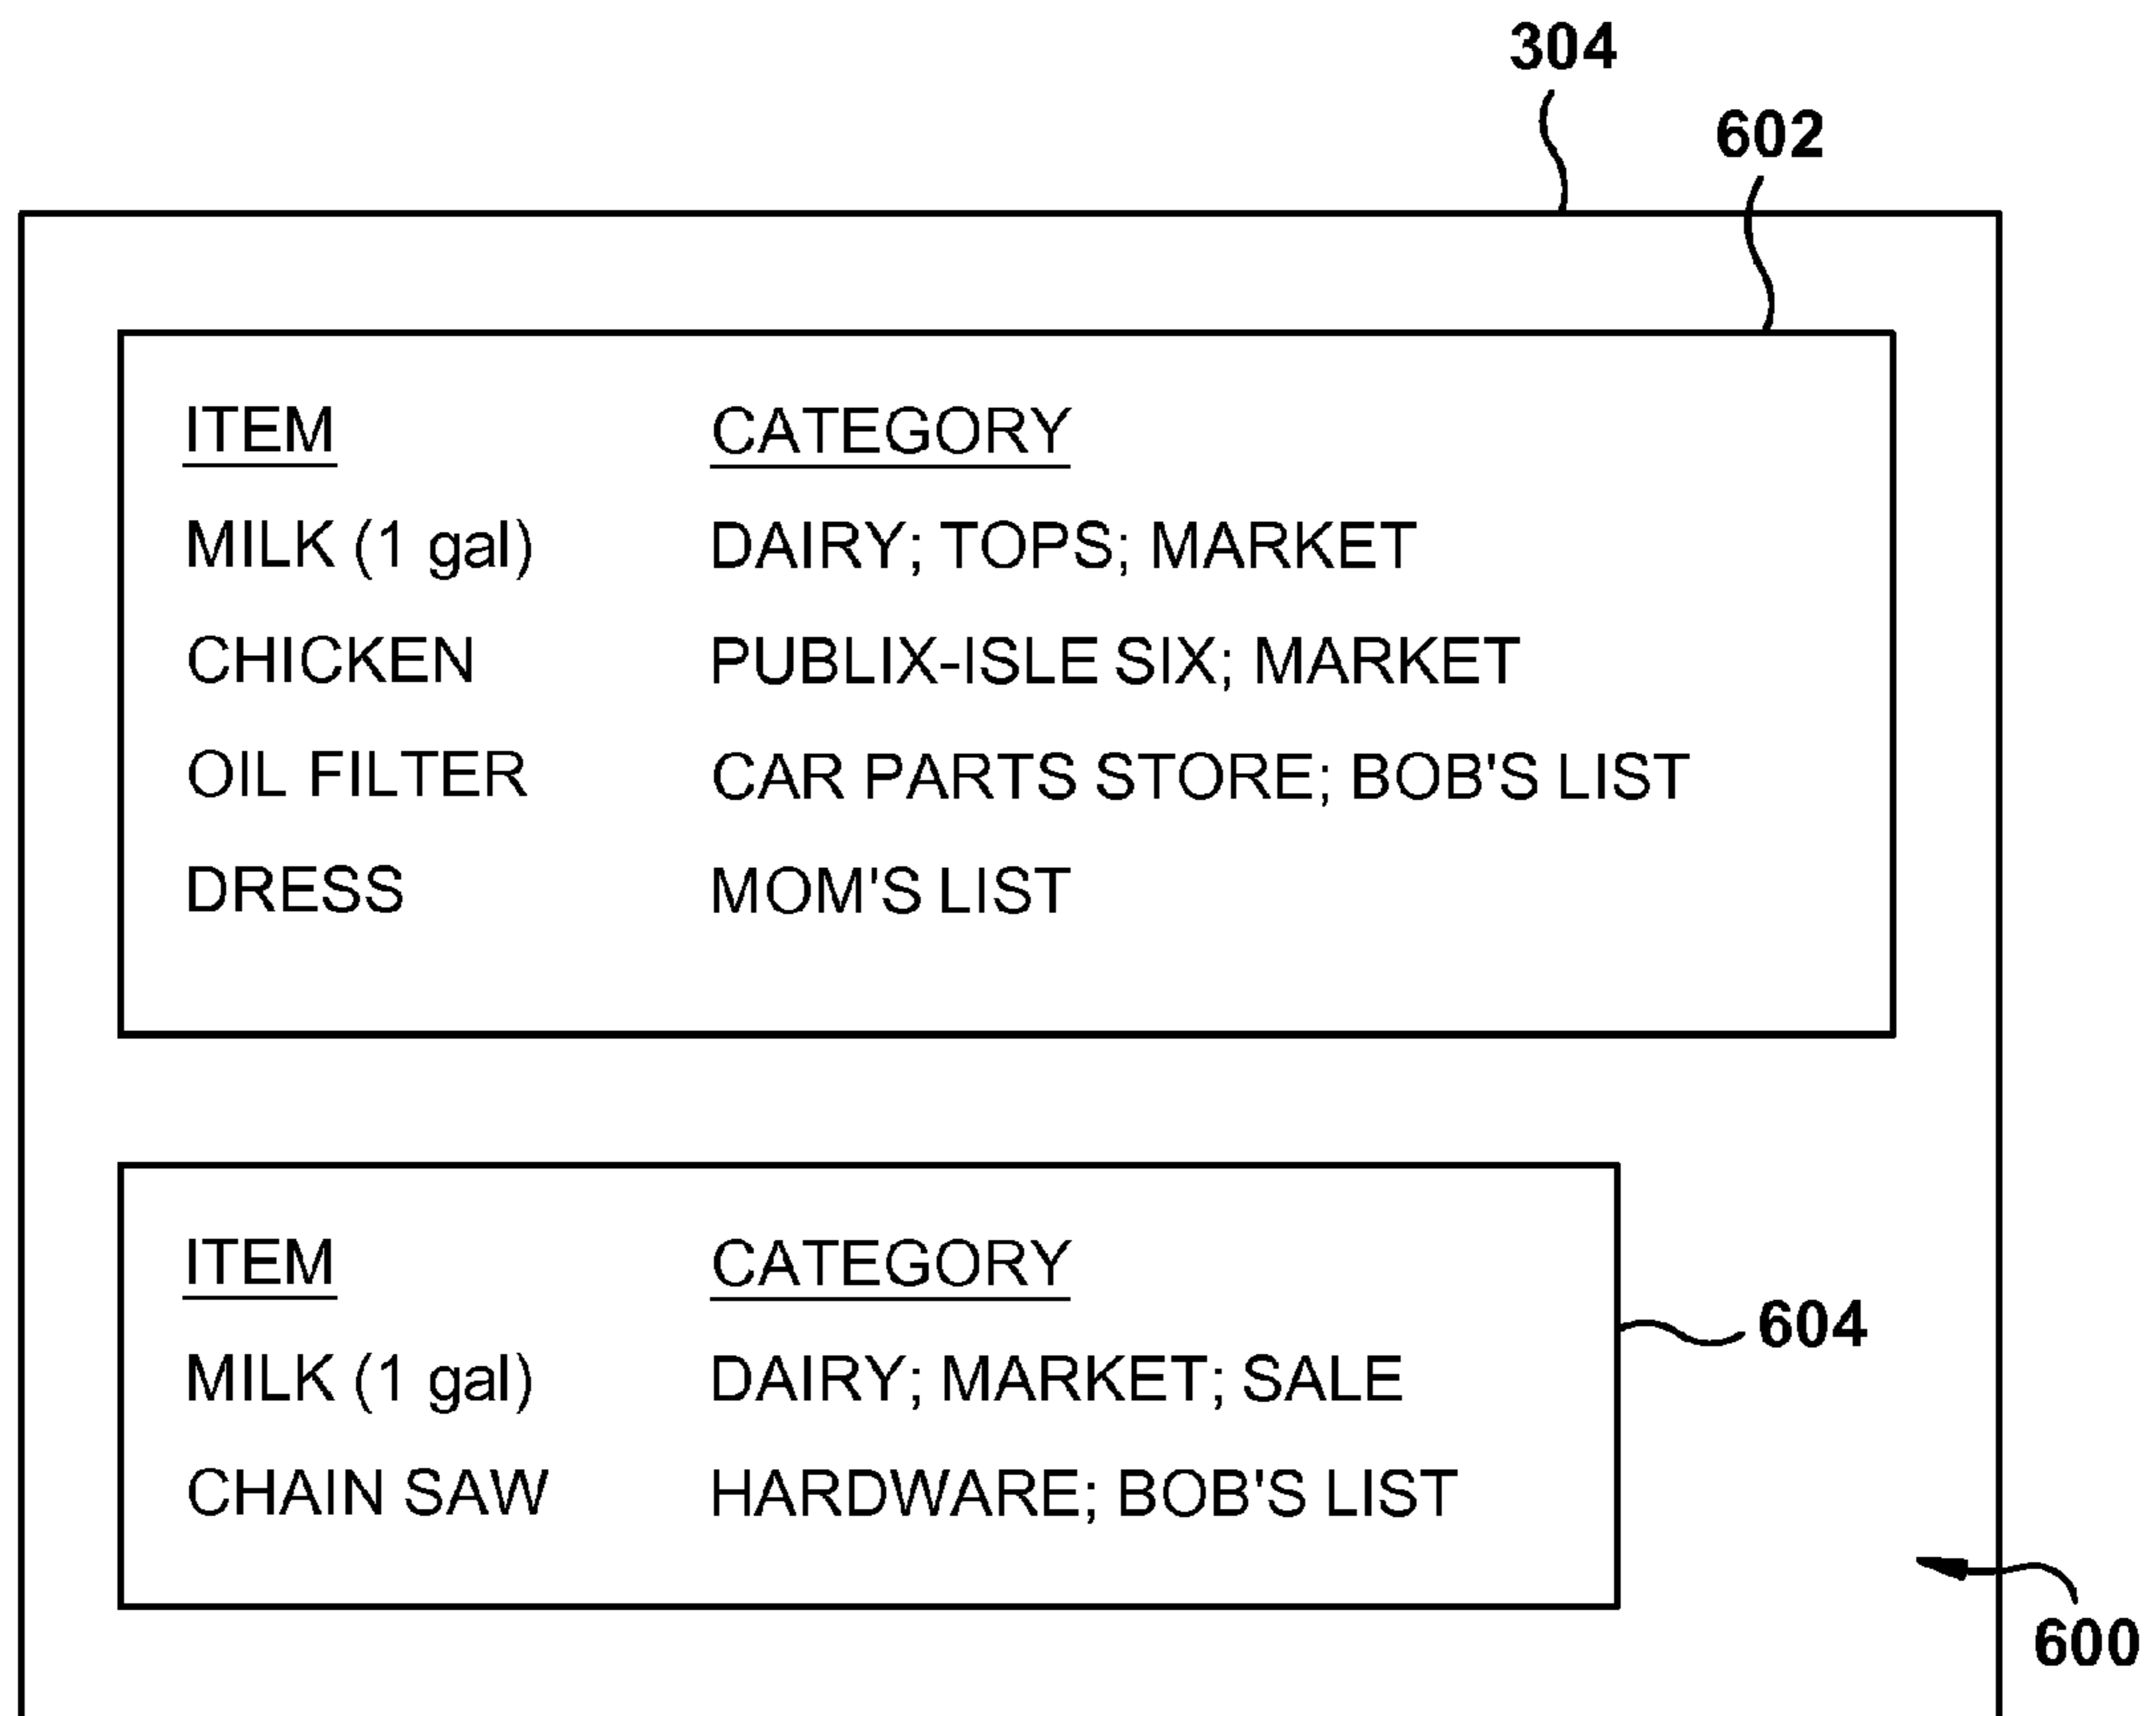 304
602
ITEM CATEGORY
MILK (1 gal) DAIRY; TOPS; MARKET
CHICKEN PUBLIX-ISLE SIX; MARKET
OIL FILTER CAR PARTS STORE; BOB'S LIST
DRESS MOM'S LIST
ITEM CATEGORY
604
MILK (1 gal) DAIRY; MARKET; SALE
CHAIN SAW HARDWARE; BOB'S LIST
600